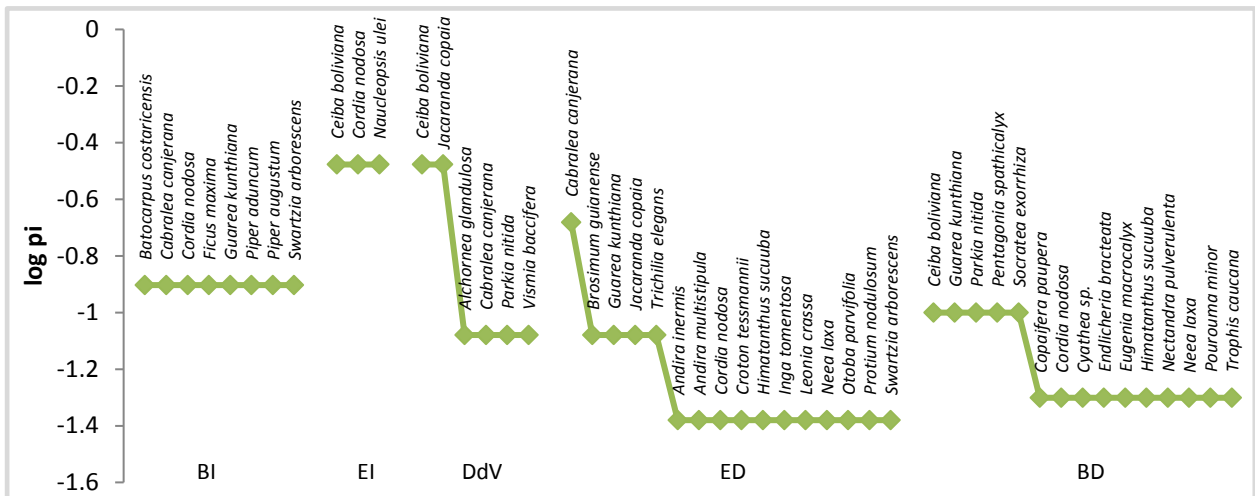 log pi
0
-0.2
-0.4
-0.6
-0.8
-1
-1.2
-1.4
-1.6
Batocarpus costaricensis
Cabralea canjerana
Cordia nodosa
Ficus maxima
Guarea kunthiana
Piper aduncum
Piper augustum
Swartzia arborescens
Ceiba boliviana
Cordia nodosa
Naucleopsis ulei
Ceiba boliviana
Jacaranda copaia
Alchornea glandulosa
Cabralea canjerana
Parkia nitida
Vismia baccifera
Cabralea canjerana
Brosimum guianense
Guarea kunthiana
Jacaranda copaia
Trichilia elegans
Andira inermis
Andira multistipula
Cordia nodosa
Croton tessmannii
Himatanthus sucuuba
Inga tomentosa
Leonia crassa
Neea laxa
Otoba parvifolia
Protium nodulosum
Swartzia arborescens
Ceiba boliviana
Guarea kunthiana
Parkia nitida
Pentagonia spathicalyx
Socratea exorrhiza
Copaifera paupera
Cordia nodosa
Cyathea sp.
Endlicheria bracteata
Eugenia macrocalyx
Himatanthus sucuuba
Nectandra pulverulenta
Neea laxa
Pourouma minor
Trophis caucana
BI
EI
DdV
ED
BD